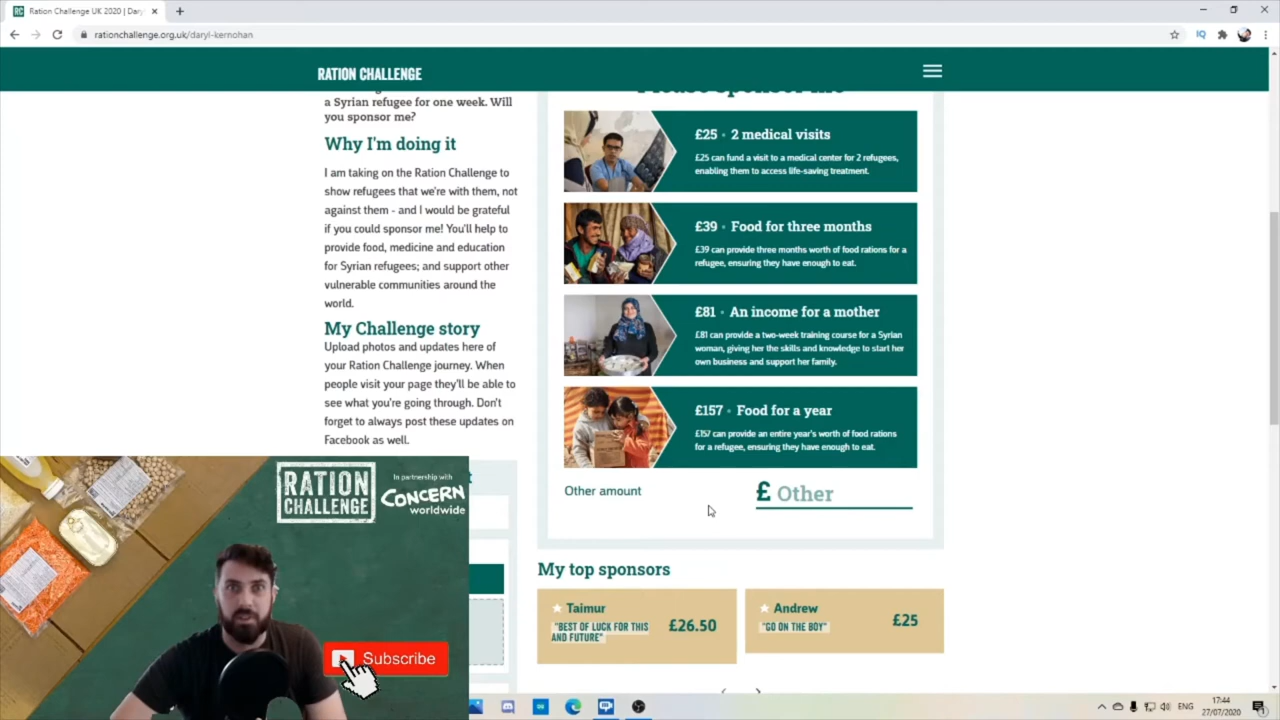 Ration Challenge UK 2020 | Dary
rationchallenge.org.uk/daryl-kernohan
RATION CHALLENGE
a Syrian refugee for one week. Will
you sponsor me?
Why I'm doing it
I am taking on the Ration Challenge to
show refugees that we're with them, not
against them - and I would be grateful
if you could sponsor me! You'll help to
provide food, medicine and education
for Syrian refugees; and support other
vulnerable communities around the
world.
My Challenge story
Upload photos and updates here of
your Ration Challenge journey. When
people visit your page they'll be able to
see what you're going through. Don't
forget to always post these updates on
Facebook as well.
Please sponsor me
£25 · 2 medical visits
£25 can fund a visit to a medical center for 2 refugees,
enabling them to access life-saving treatment.
£39 · Food for three months
£39 can provide three months worth of food rations for a
refugee, ensuring they have enough to eat.
£81 · An income for a mother
£81 can provide a two-week training course for a Syrian
woman, giving her the skills and knowledge to start her
own business and support her family.
£157 · Food for a year
£157 can provide an entire year's worth of food rations
for a refugee, ensuring they have enough to eat.
Other amount
£ Other
My top sponsors
Taimur
"BEST OF LUCK FOR THIS
AND FUTURE"
£26.50
Andrew
"GO ON THE BOY"
£25
RATION
CHALLENGE
In partnership with
CONCERN
worldwide
Subscribe
ENG
17:44
27/07/2020